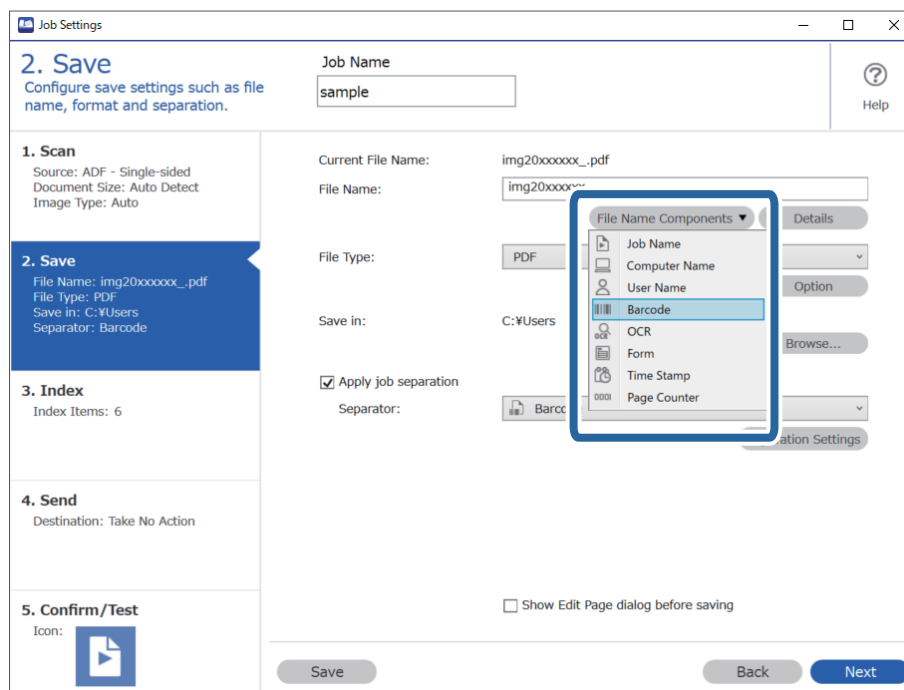 Job Settings
2. Save
Configure save settings such as file
name, format and separation.
Job Name
sample
Help
1. Scan
Source: ADF - Single-sided
Document Size: Auto Detect
Image Type: Auto
2. Save
File Name: img20xxxxxx_.pdf
File Type: PDF
Save in: C:¥Users
Separator: Barcode
3. Index
Index Items: 6
4. Send
Destination: Take No Action
5. Confirm/Test
Icon:
Current File Name: img20xxxxxx_.pdf
File Name: img20xxxxxx
File Name Components ▼ Details
Job Name
Computer Name
User Name
Barcode
OCR OCR
Form
Time Stamp
0001 Page Counter
File Type: PDF
Option
Save in: C:¥Users
Browse...
Apply job separation
Separator:
Settings
Show Edit Page dialog before saving
Save Back Next